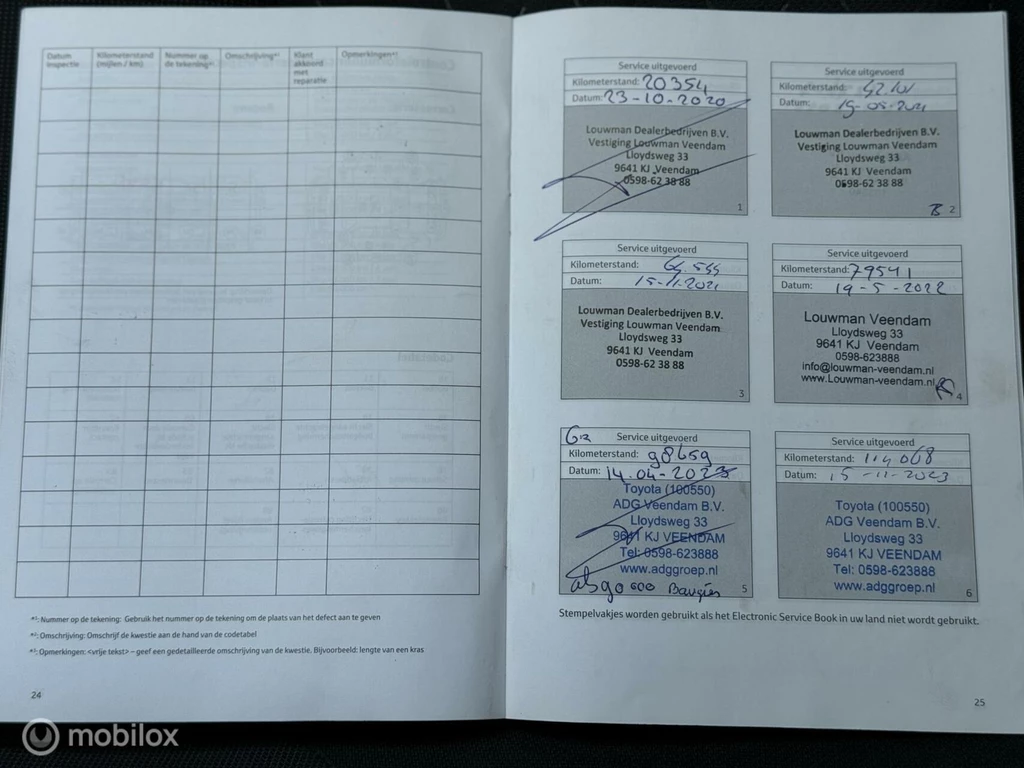 Datum inspectie
Kilometerstand (mijlen / km)
Nummer op de tekening*¹
Omschrijving*²
Klant akkoord met reparatie
Opmerkingen*³
*¹: Nummer op de tekening: Gebruik het nummer op de tekening om de plaats van het defect aan te geven
*²: Omschrijving: Omschrijf de kwestie aan de hand van de codetabel
*³: Opmerkingen: <vrije tekst> – geef een gedetailleerde omschrijving van de kwestie. Bijvoorbeeld: lengte van een kras
24
Service uitgevoerd
Kilometerstand: 20354
Datum: 23-10-2020
Louwman Dealerbedrijven B.V.
Vestiging Louwman Veendam
Lloydsweg 33
9641 KJ Veendam
0598-62 38 88
1
Service uitgevoerd
Kilometerstand:
Datum: 19-05-2021
Louwman Dealerbedrijven B.V.
Vestiging Louwman Veendam
Lloydsweg 33
9641 KJ Veendam
0598-62 38 88
2
Service uitgevoerd
Kilometerstand:
Datum: 15-11-2021
Louwman Dealerbedrijven B.V.
Vestiging Louwman Veendam
Lloydsweg 33
9641 KJ Veendam
0598-62 38 88
3
Service uitgevoerd
Kilometerstand: 79541
Datum: 19-5-2022
Louwman Veendam
Lloydsweg 33
9641 KJ Veendam
0598-623888
info@louwman-veendam.nl
www.Louwman-veendam.nl
4
Service uitgevoerd
Kilometerstand: 98659
Datum: 14-04-2023
Toyota (100550)
ADG Veendam B.V.
Lloydsweg 33
9641 KJ VEENDAM
Tel: 0598-623888
www.adggroep.nl
5
Service uitgevoerd
Kilometerstand: 114068
Datum: 15-11-2023
Toyota (100550)
ADG Veendam B.V.
Lloydsweg 33
9641 KJ VEENDAM
Tel: 0598-623888
www.adggroep.nl
6
Stempelvakjes worden gebruikt als het Electronic Service Book in uw land niet wordt gebruikt.
25
mobilox